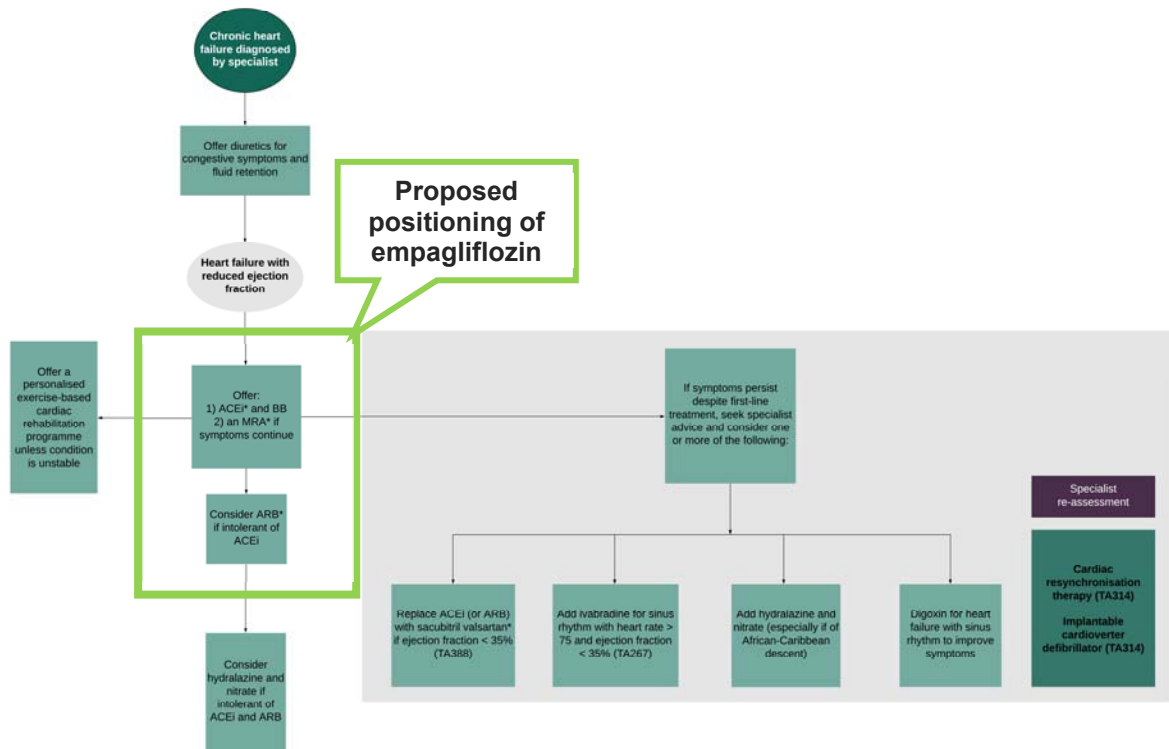 Chronic heart
failure diagnosed
by specialist
Offer diuretics for
congestive symptoms and
fluid retention
Proposed
positioning of
empagliflozin
Heart failure with
reduced ejection
fraction
Offer a
personalised
exercise-based
cardiac
rehabilitation
programme
unless condition
is unstable
Offer:
1) ACEi* and BB
2) an MRA* if
symptoms continue
If symptoms persist
despite first-line
treatment, seek specialist
advice and consider one
or more of the following:
Consider ARB*
if intolerant of
ACEi
Specialist
re-assessment
Replace ACEi (or ARB)
with sacubitril valsartan*
if ejection fraction < 35%
(TA388)
Add ivabradine for sinus
rhythm with heart rate >
75 and ejection fraction
< 35% (TA267)
Add hydralazine and
nitrate (especially if of
African-Caribbean
descent)
Digoxin for heart
failure with sinus
rhythm to improve
symptoms
Cardiac
resynchronisation
therapy (TA314)
Implantable
cardioverter
defibrillator (TA314)
Consider
hydralazine and
nitrate if
intolerant of
ACEi and ARB